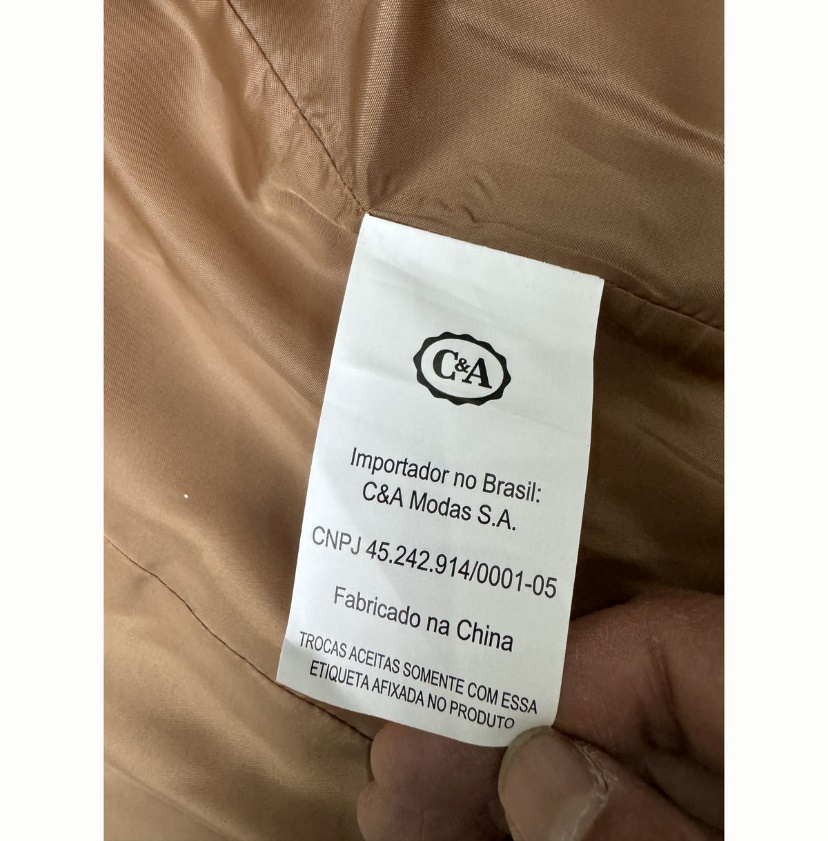 C&A
Importador no Brasil:
C&A Modas S.A.
CNPJ 45.242.914/0001-05
Fabricado na China
TROCAS ACEITAS SOMENTE COM ESSA
ETIQUETA AFIXADA NO PRODUTO